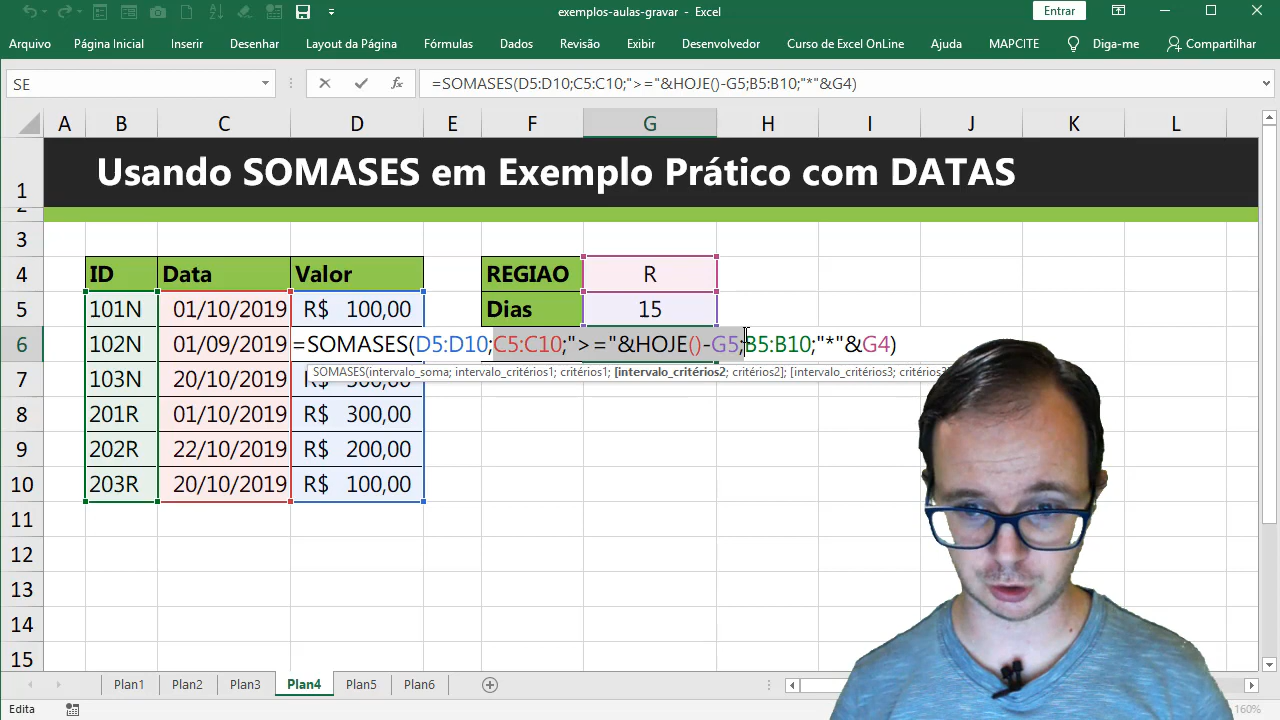 exemplos-aulas-gravar - Excel
Entrar
Arquivo Página Inicial Inserir Desenhar Layout da Página Fórmulas Dados Revisão Exibir Desenvolvedor Curso de Excel OnLine Ajuda MAPCITE Diga-me Compartilhar
SE fx =SOMASES(D5:D10;C5:C10;">="&HOJE()-G5;B5:B10;"*"&G4)
A B C D E F G H I J K L
1 Usando SOMASES em Exemplo Prático com DATAS
2
3
4 ID Data Valor REGIAO R
5 101N 01/10/2019 R$ 100,00 Dias 15
6 102N 01/09/2019 =SOMASES(D5:D10;C5:C10;">="&HOJE()-G5;B5:B10;"*"&G4)
SOMASES(intervalo_soma; intervalo_critérios1; critérios1; [intervalo_critérios2; critérios2]; [intervalo_critérios3;
7 103N 20/10/2019 R$
8 201R 01/10/2019 R$ 300,00
9 202R 22/10/2019 R$ 200,00
10 203R 20/10/2019 R$ 100,00
11
12
13
14
15
Plan1 Plan2 Plan3 Plan4 Plan5 Plan6
Edita 160%